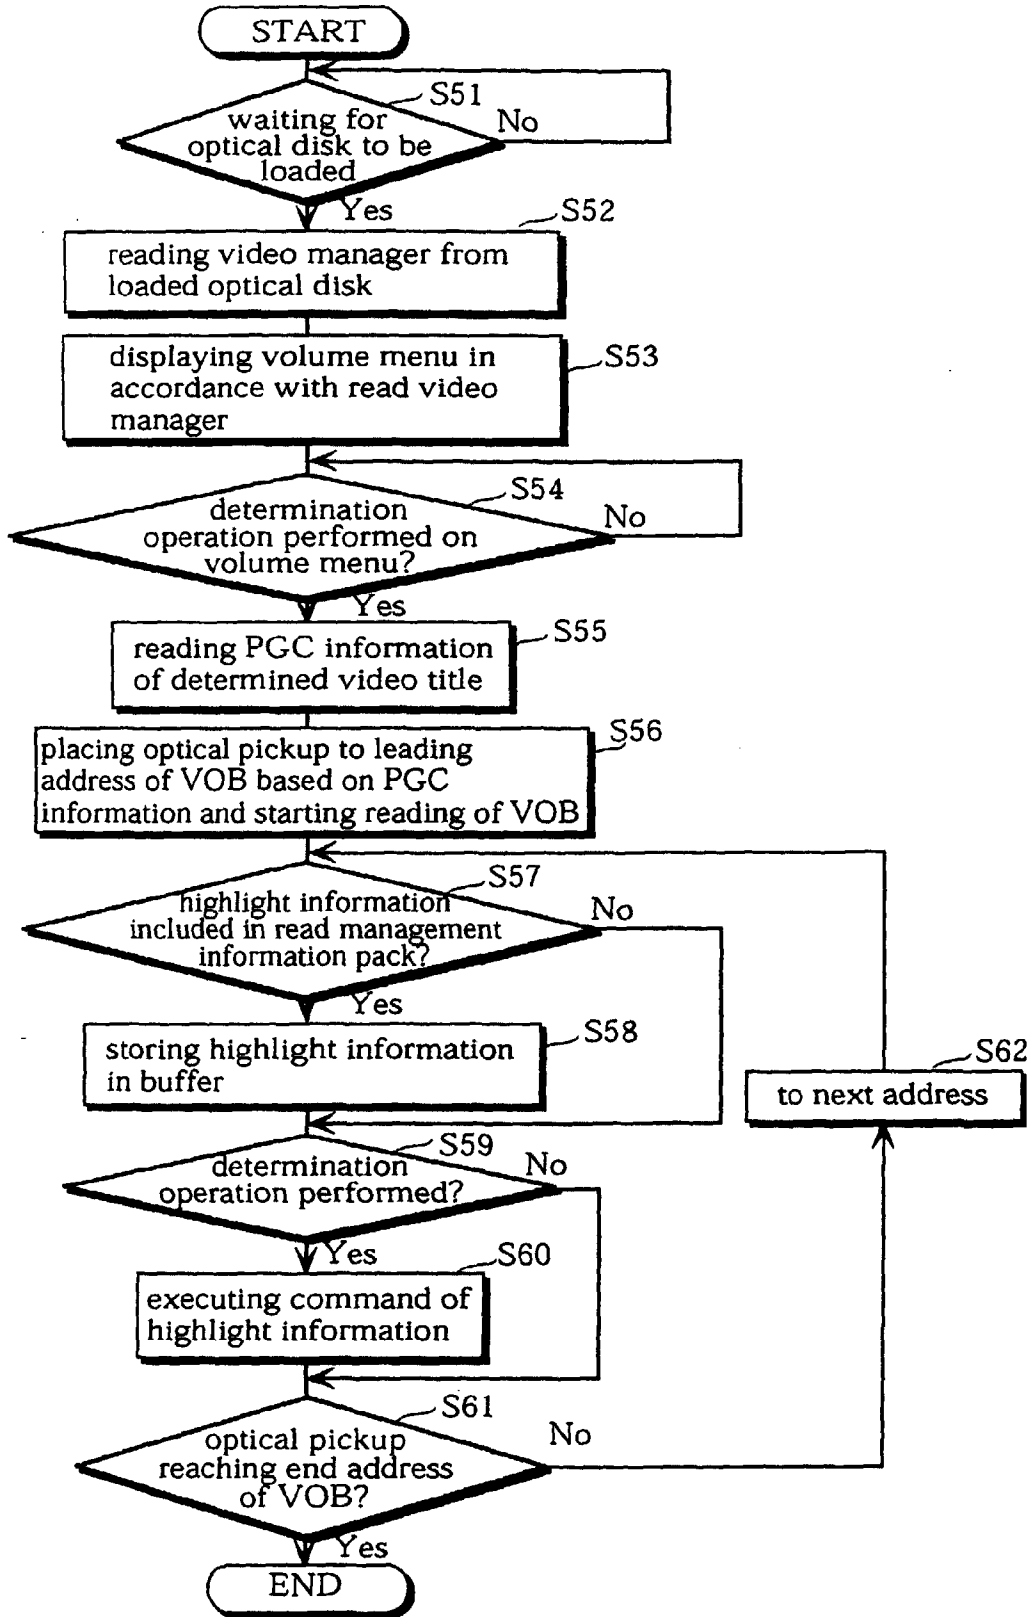 START
S51
waiting for
optical disk to be
loaded
No
Yes
S52
reading video manager from
loaded optical disk
displaying volume menu in
accordance with read video
manager
S53
S54
determination
operation performed on
volume menu?
No
Yes
S55
reading PGC information
of determined video title
S56
placing optical pickup to leading
address of VOB based on PGC
information and starting reading of VOB
S57
highlight information
included in read management
information pack?
No
Yes
S58
storing highlight information
in buffer
S62
to next address
S59
determination
operation performed?
No
Yes
S60
executing command of
highlight information
S61
optical pickup
reaching end address
of VOB?
No
Yes
END